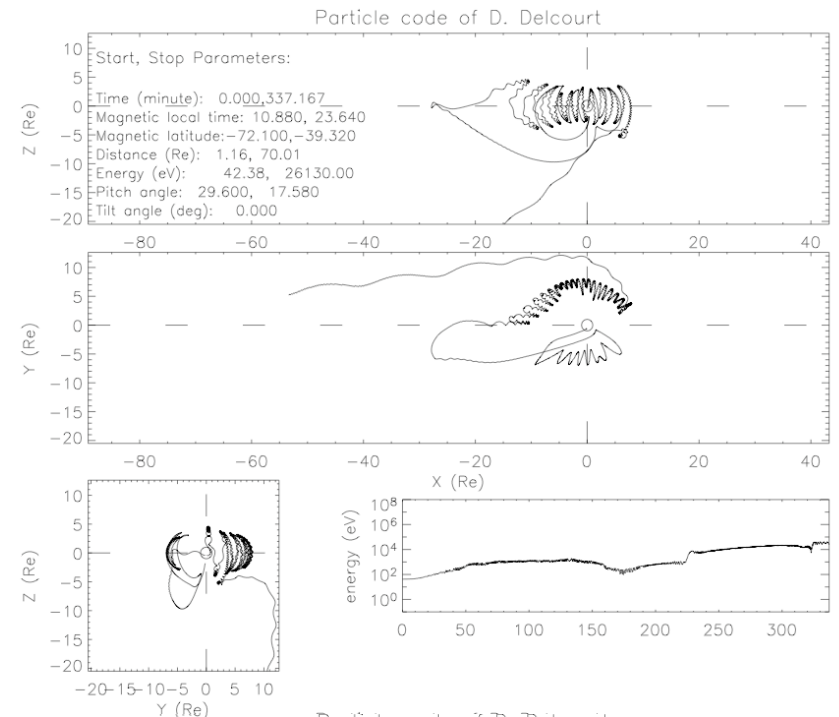 Particle code of D. Delcourt
Start, Stop Parameters:
Time (minute): 0.000,337.167
Magnetic local time: 10.880, 23.640
Magnetic latitude:-72.100,-39.320
Distance (Re): 1.16, 70.01
Energy (eV): 42.38, 26130.00
Pitch angle: 29.600, 17.580
Tilt angle (deg): 0.000
Z (Re)
10
5
0
-5
-10
-15
-20
-80 -60 -40 -20 0 20 40
Y (Re)
10
5
0
-5
-10
-15
-20
-80 -60 -40 -20 0 20 40
X (Re)
Z (Re)
10
5
0
-5
-10
-15
-20
-20-15-10-5 0 5 10
Y (Re)
energy (eV)
10^8
10^6
10^4
10^2
10^0
0 50 100 150 200 250 300